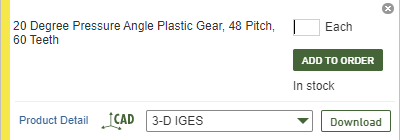 20 Degree Pressure Angle Plastic Gear, 48 Pitch,
60 Teeth
Each
ADD TO ORDER
In stock
Product Detail
CAD
3-D IGES
Download